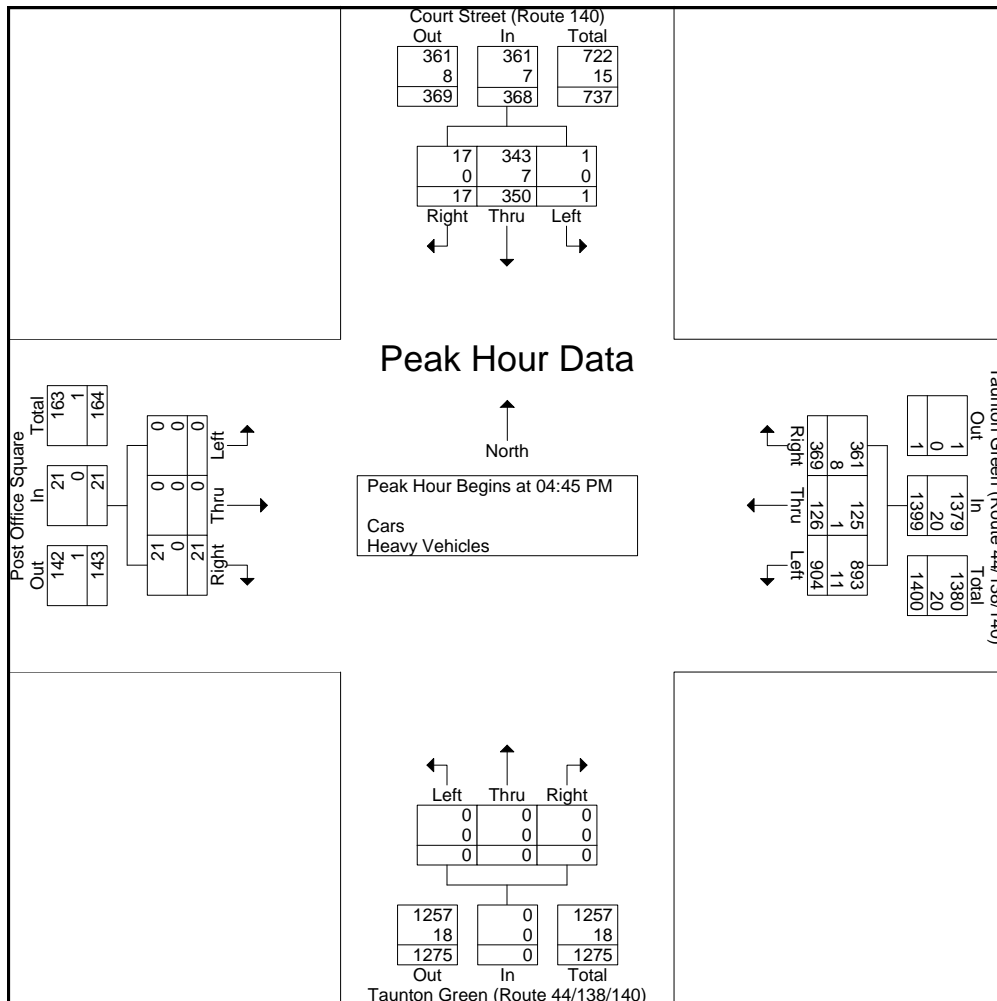 Court Street (Route 140)
Out In Total
361 361 722
8 7 15
369 368 737
17 343 1
0 7 0
17 350 1
Right Thru Left
Peak Hour Data
North
Peak Hour Begins at 04:45 PM
Cars
Heavy Vehicles
Post Office Square
Total In Out
163 21 142
1 0 1
164 21 143
Left Thru Right
0 0 21
0 0 0
0 0 21
Taunton Green (Route 44/138/140)
Out In Total
1 1379 1380
0 20 20
1 1399 1400
361 125 893
8 1 11
369 126 904
Right Thru Left
Left Thru Right
0 0 0
0 0 0
0 0 0
1257 0 1257
18 0 18
1275 0 1275
Out In Total
Taunton Green (Route 44/138/140)